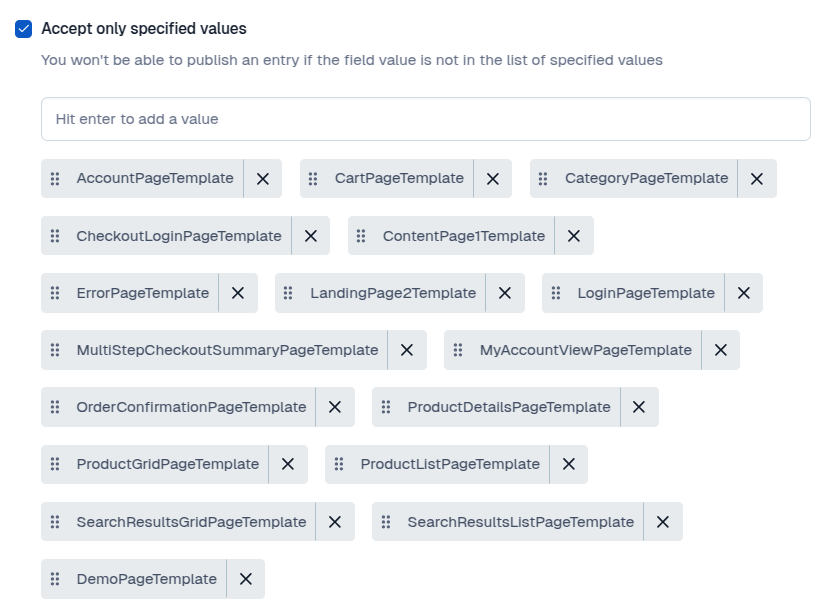 Accept only specified values
You won't be able to publish an entry if the field value is not in the list of specified values
Hit enter to add a value
AccountPageTemplate CartPageTemplate CategoryPageTemplate
CheckoutLoginPageTemplate ContentPage1Template
ErrorPageTemplate LandingPage2Template LoginPageTemplate
MultiStepCheckoutSummaryPageTemplate MyAccountViewPageTemplate
OrderConfirmationPageTemplate ProductDetailsPageTemplate
ProductGridPageTemplate ProductListPageTemplate
SearchResultsGridPageTemplate SearchResultsListPageTemplate
DemoPageTemplate